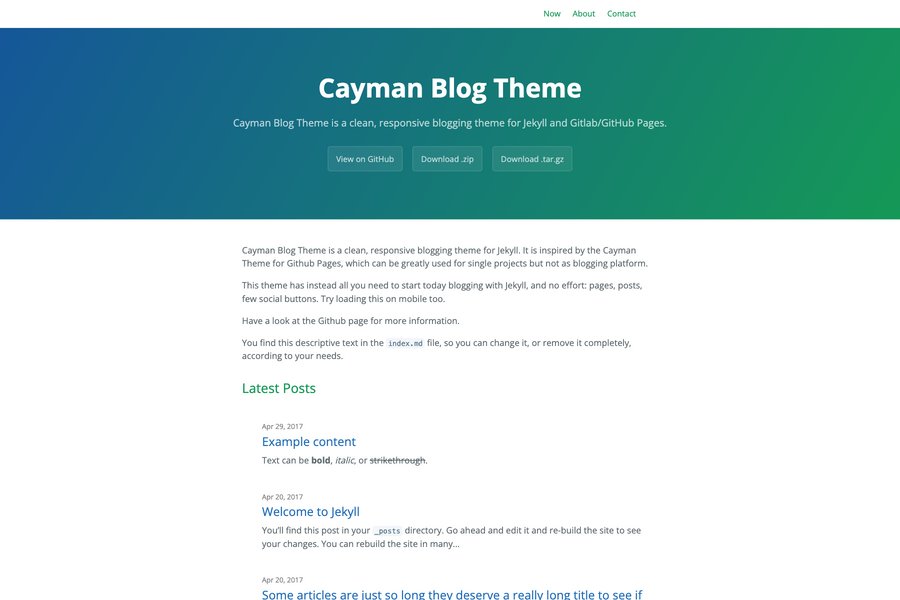 Now About Contact
Cayman Blog Theme
Cayman Blog Theme is a clean, responsive blogging theme for Jekyll and Gitlab/GitHub Pages.
View on GitHub Download .zip Download .tar.gz
Cayman Blog Theme is a clean, responsive blogging theme for Jekyll. It is inspired by the Cayman
Theme for Github Pages, which can be greatly used for single projects but not as blogging platform.
This theme has instead all you need to start today blogging with Jekyll, and no effort: pages, posts,
few social buttons. Try loading this on mobile too.
Have a look at the Github page for more information.
You find this descriptive text in the index.md file, so you can change it, or remove it completely,
according to your needs.
Latest Posts
Apr 29, 2017
Example content
Text can be bold, italic, or strikethrough.
Apr 20, 2017
Welcome to Jekyll
You’ll find this post in your _posts directory. Go ahead and edit it and re-build the site to see
your changes. You can rebuild the site in many...
Apr 20, 2017
Some articles are just so long they deserve a really long title to see if